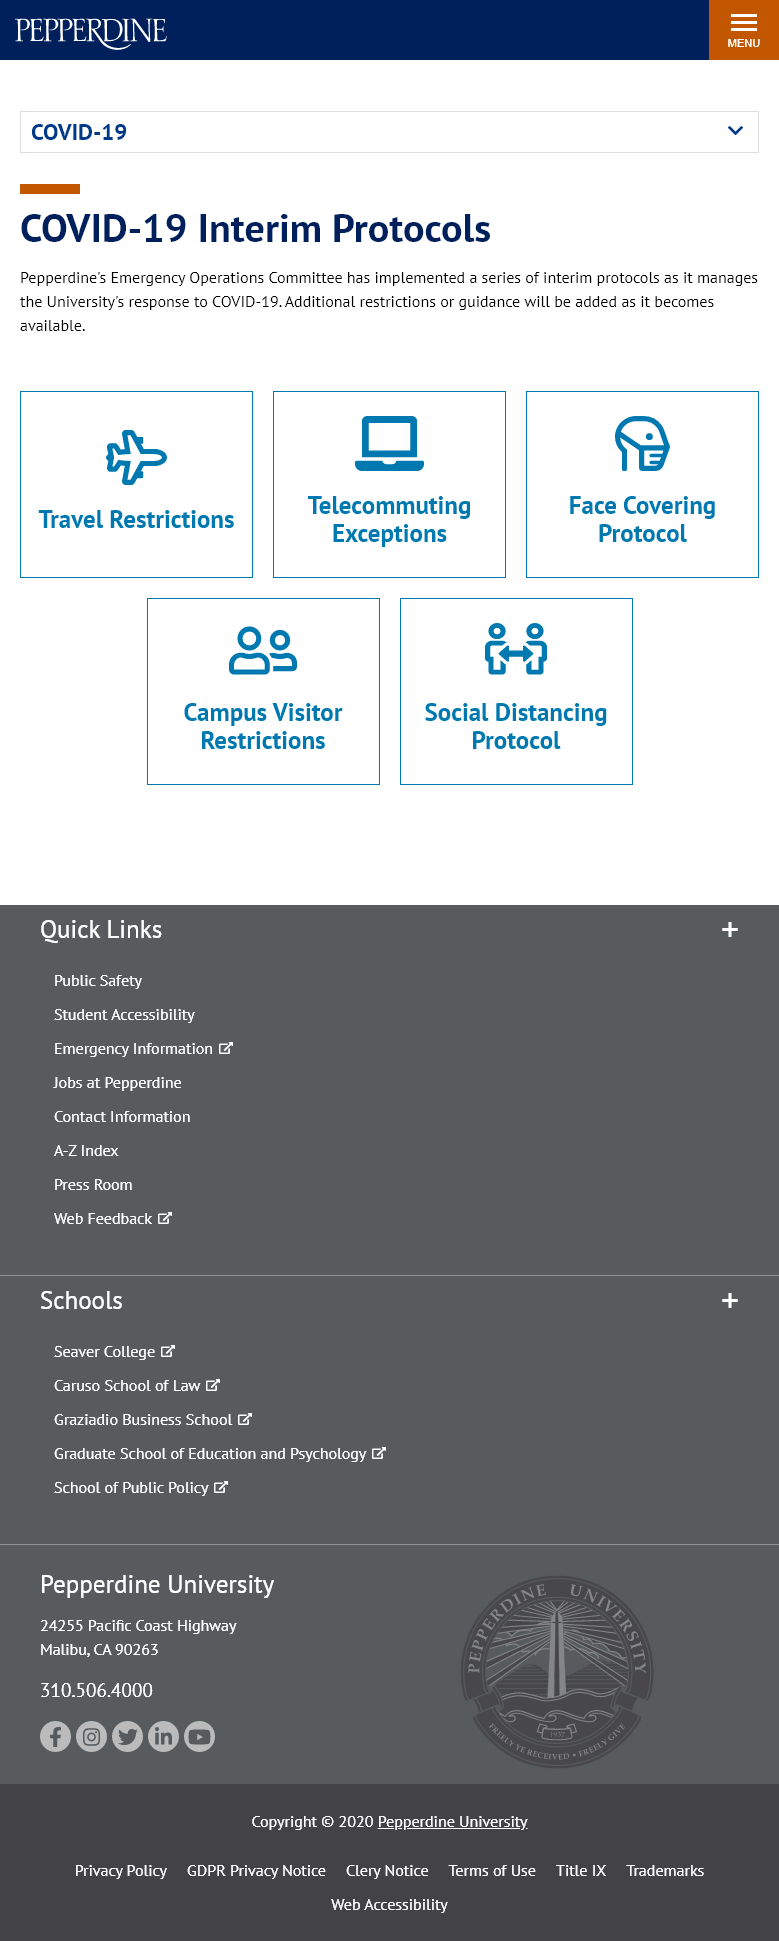 PEPPERDINE
MENU
COVID-19
COVID-19 Interim Protocols
Pepperdine's Emergency Operations Committee has implemented a series of interim protocols as it manages
the University's response to COVID-19. Additional restrictions or guidance will be added as it becomes
available.
Travel Restrictions
Telecommuting
Exceptions
Face Covering
Protocol
Campus Visitor
Restrictions
Social Distancing
Protocol
Quick Links
Public Safety
Student Accessibility
Emergency Information
Jobs at Pepperdine
Contact Information
A-Z Index
Press Room
Web Feedback
Schools
Seaver College
Caruso School of Law
Graziadio Business School
Graduate School of Education and Psychology
School of Public Policy
Pepperdine University
24255 Pacific Coast Highway
Malibu, CA 90263
310.506.4000
PEPPERDINE UNIVERSITY
1937
FREELY YE RECEIVED • FREELY GIVE
Copyright © 2020 Pepperdine University
Privacy Policy GDPR Privacy Notice Clery Notice Terms of Use Title IX Trademarks
Web Accessibility